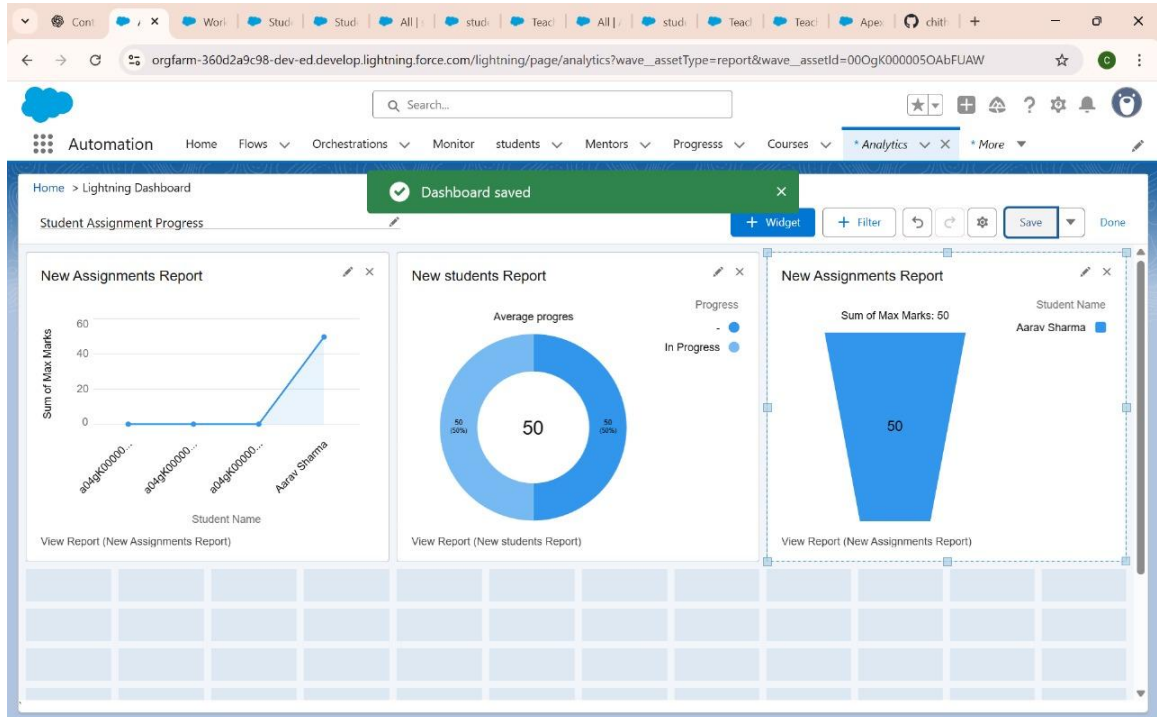 Cont
/
Work
Stud
Stud
All |
stud
Teac
All | /
stud
Teac
Teac
Apex
chith
orgfarm-360d2a9c98-dev-ed.develop.lightning.force.com/lightning/page/analytics?wave__assetType=report&wave__assetId=00OgK000005OAbFUAW
C
Search...
Automation
Home
Flows
Orchestrations
Monitor
students
Mentors
Progresss
Courses
* Analytics
* More
Home > Lightning Dashboard
Dashboard saved
Student Assignment Progress
+ Widget
+ Filter
Save
Done
New Assignments Report
Sum of Max Marks
60
40
20
0
a04gK00000...
a04gK00000...
a04gK00000...
Aarav Sharma
Student Name
View Report (New Assignments Report)
New students Report
Average progres
Progress
-
In Progress
50
(50%)
50
50
(50%)
View Report (New students Report)
New Assignments Report
Sum of Max Marks: 50
Student Name
Aarav Sharma
50
View Report (New Assignments Report)